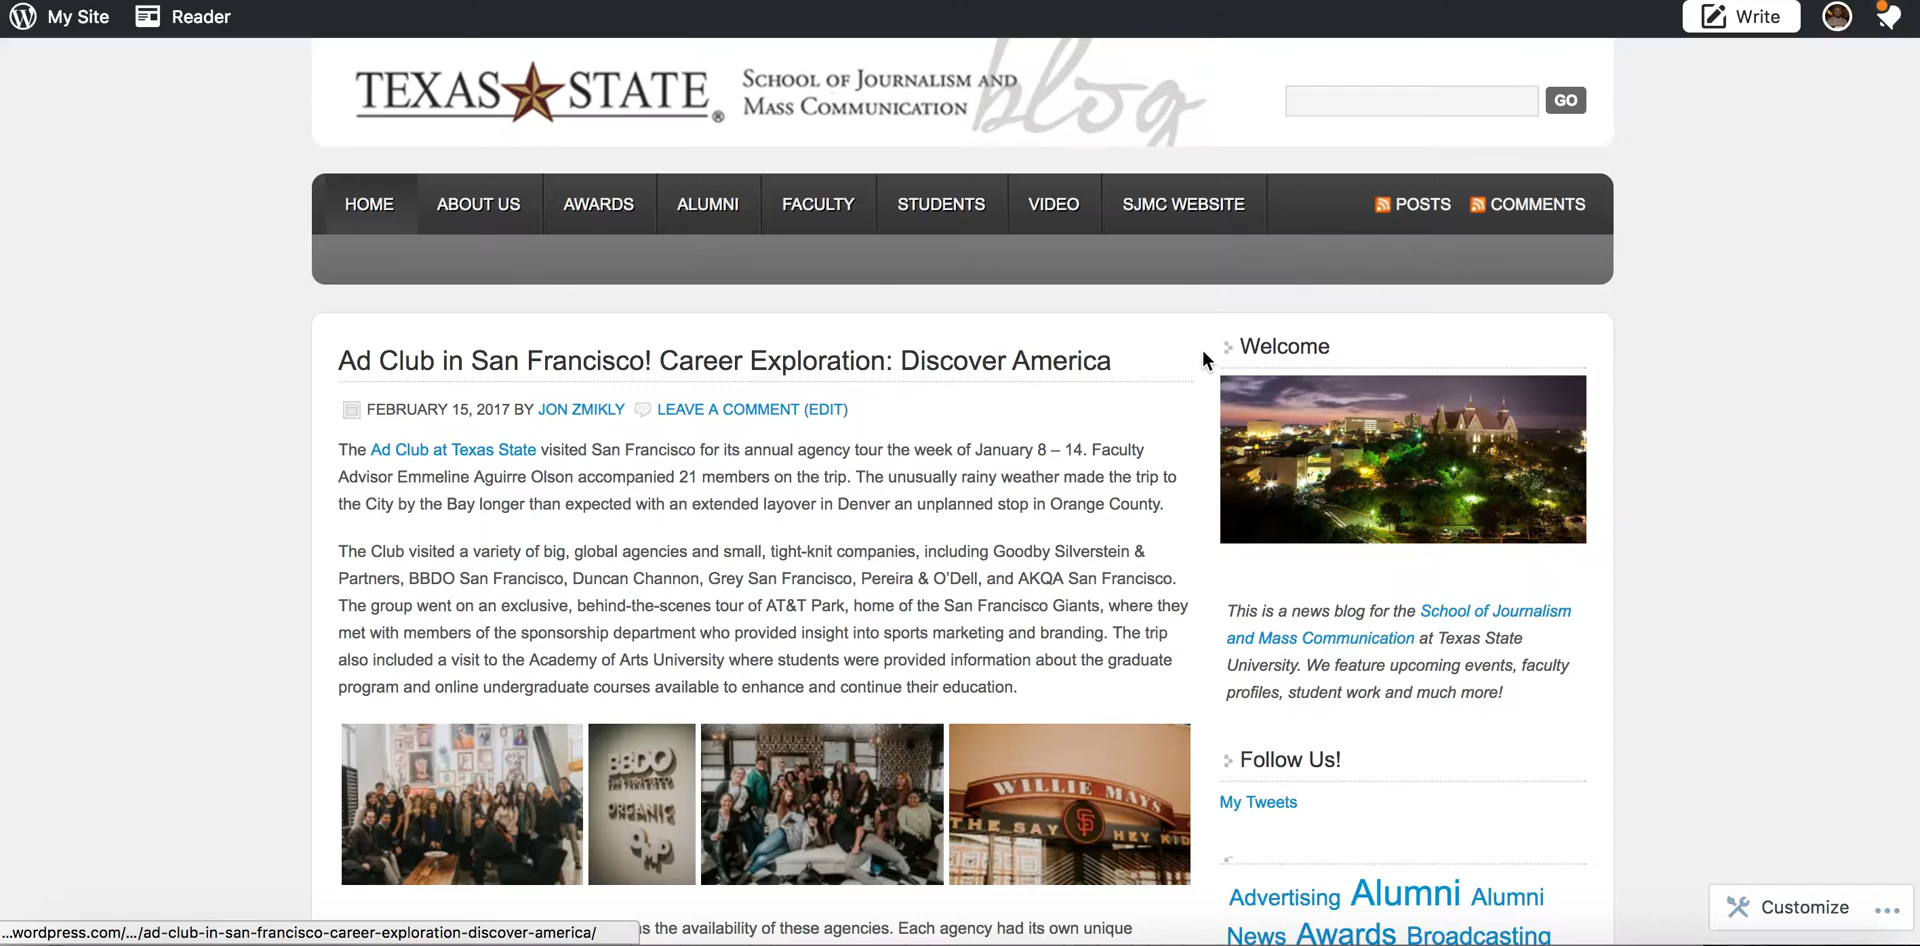 My Site
Reader
Write
TEXAS STATE®
SCHOOL OF JOURNALISM AND
MASS COMMUNICATION
blog
GO
HOME
ABOUT US
AWARDS
ALUMNI
FACULTY
STUDENTS
VIDEO
SJMC WEBSITE
POSTS
COMMENTS
Ad Club in San Francisco! Career Exploration: Discover America
FEBRUARY 15, 2017 BY JON ZMIKLY LEAVE A COMMENT (EDIT)
The Ad Club at Texas State visited San Francisco for its annual agency tour the week of January 8 – 14. Faculty
Advisor Emmeline Aguirre Olson accompanied 21 members on the trip. The unusually rainy weather made the trip to
the City by the Bay longer than expected with an extended layover in Denver an unplanned stop in Orange County.
The Club visited a variety of big, global agencies and small, tight-knit companies, including Goodby Silverstein &
Partners, BBDO San Francisco, Duncan Channon, Grey San Francisco, Pereira & O'Dell, and AKQA San Francisco.
The group went on an exclusive, behind-the-scenes tour of AT&T Park, home of the San Francisco Giants, where they
met with members of the sponsorship department who provided insight into sports marketing and branding. The trip
also included a visit to the Academy of Arts University where students were provided information about the graduate
program and online undergraduate courses available to enhance and continue their education.
BBDO
SAN FRANCISCO
ORGANIC
WILLIE MAYS
THE SAY HEY KID
SF
s the availability of these agencies. Each agency had its own unique
Welcome
This is a news blog for the School of Journalism
and Mass Communication at Texas State
University. We feature upcoming events, faculty
profiles, student work and much more!
Follow Us!
My Tweets
Advertising Alumni Alumni
News Awards Broadcasting
Customize
...wordpress.com/.../ad-club-in-san-francisco-career-exploration-discover-america/